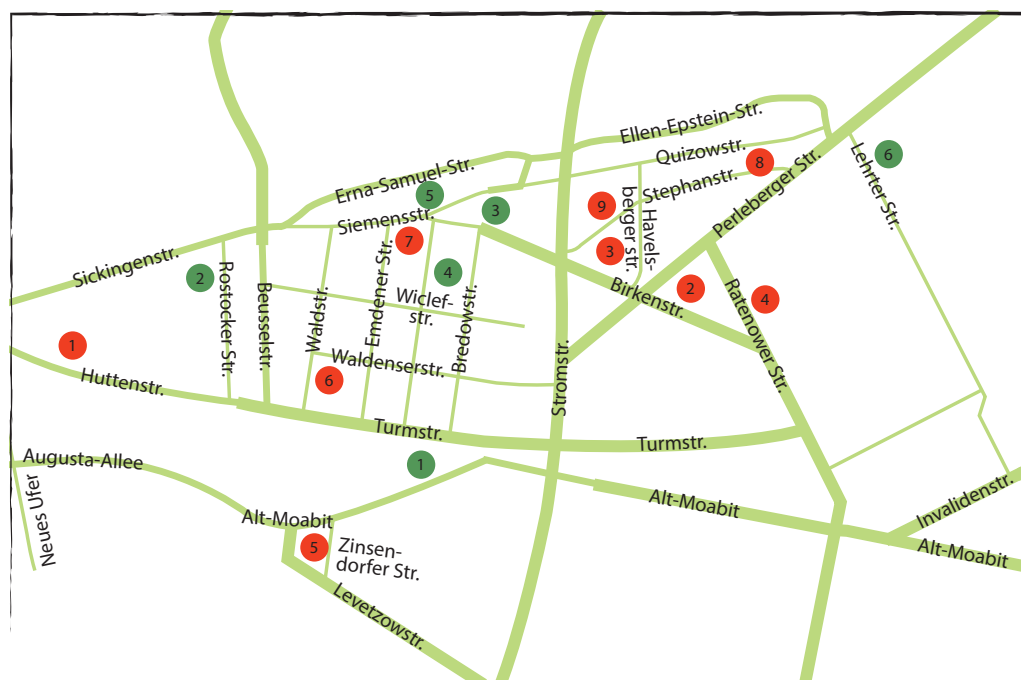 Ellen-Epstein-Str.
Quizowstr.
8
6
Lehrter Str.
Erna-Samuel-Str.
5
3
9
Stephanstr.
Havels-
berger str.
Perleberger Str.
Siemensstr.
7
3
Sickingenstr.
2
4
2
4
Rostocker Str.
Beusselstr.
Waldstr.
Emdener Str.
Wiclef-
str.
Bredowstr.
Birkenstr.
Ratenower Str.
1
Huttenstr.
Waldenserstr.
6
Stromstr.
Turmstr.
Turmstr.
1
Augusta-Allee
Neues Ufer
Alt-Moabit
Alt-Moabit
Invalidenstr.
Alt-Moabit
5
Zinsen-
dorfer Str.
Levetzowstr.